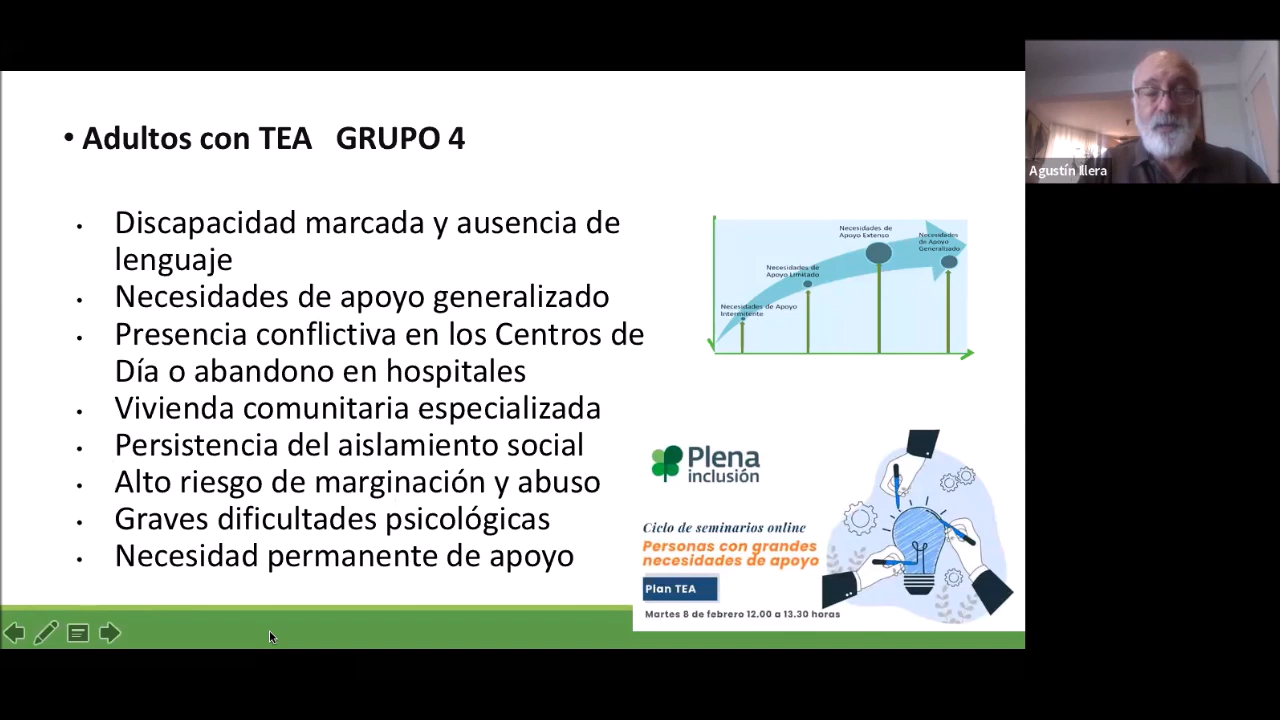 • Adultos con TEA GRUPO 4
• Discapacidad marcada y ausencia de
lenguaje
• Necesidades de apoyo generalizado
• Presencia conflictiva en los Centros de
Día o abandono en hospitales
• Vivienda comunitaria especializada
• Persistencia del aislamiento social
• Alto riesgo de marginación y abuso
• Graves dificultades psicológicas
• Necesidad permanente de apoyo
Necesidades de Apoyo
Intermitente
Necesidades de
Apoyo Limitado
Necesidades de
Apoyo Extenso
Necesidades
de Apoyo
Generalizado
Plena
inclusión
Ciclo de seminarios online
Personas con grandes
necesidades de apoyo
Plan TEA
Martes 8 de febrero 12.00 a 13.30 horas
Agustín Illera